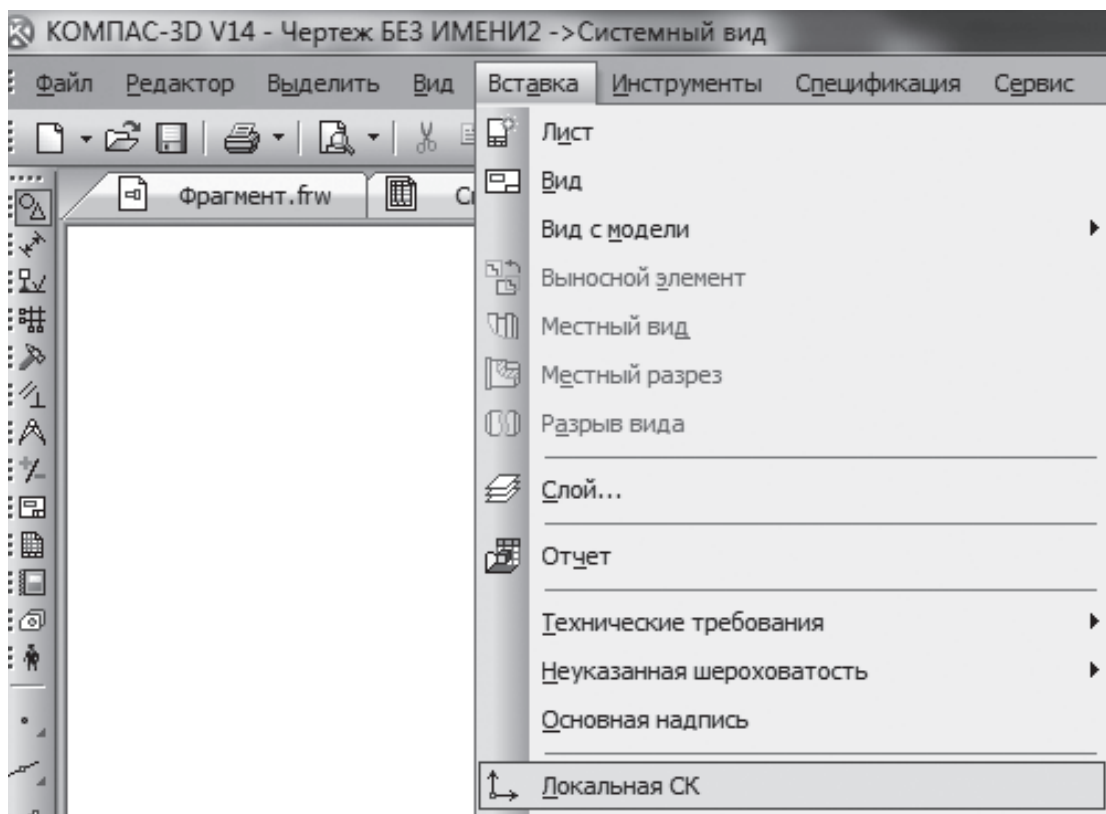 КОМПАС-3D V14 - Чертеж БЕЗ ИМЕНИ2 ->Системный вид
Файл Редактор Выделить Вид Вставка Инструменты Спецификация Сервис
Лист
Фрагмент.frw
Вид
Вид с модели
Выносной элемент
Местный вид
Местный разрез
Разрыв вида
Слой...
Отчет
Технические требования
Неуказанная шероховатость
Основная надпись
Локальная СК